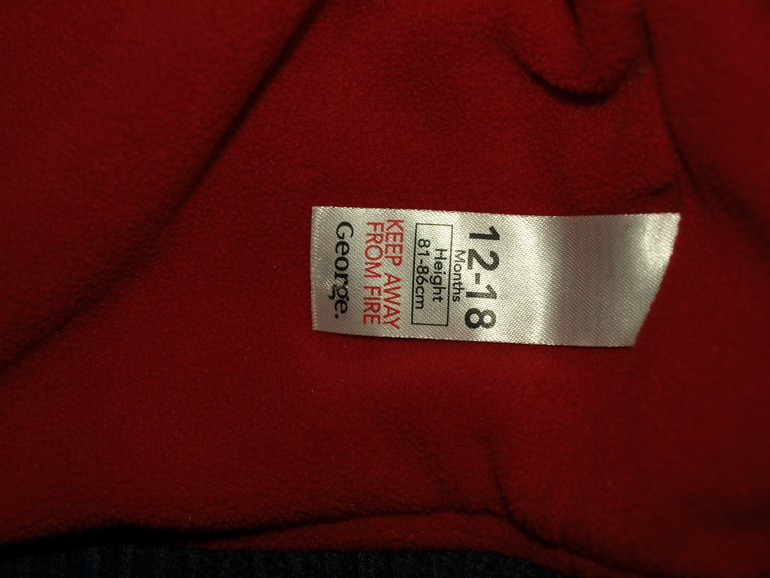 12-18
Months
Height
81-86cm
KEEP AWAY
FROM FIRE
George.